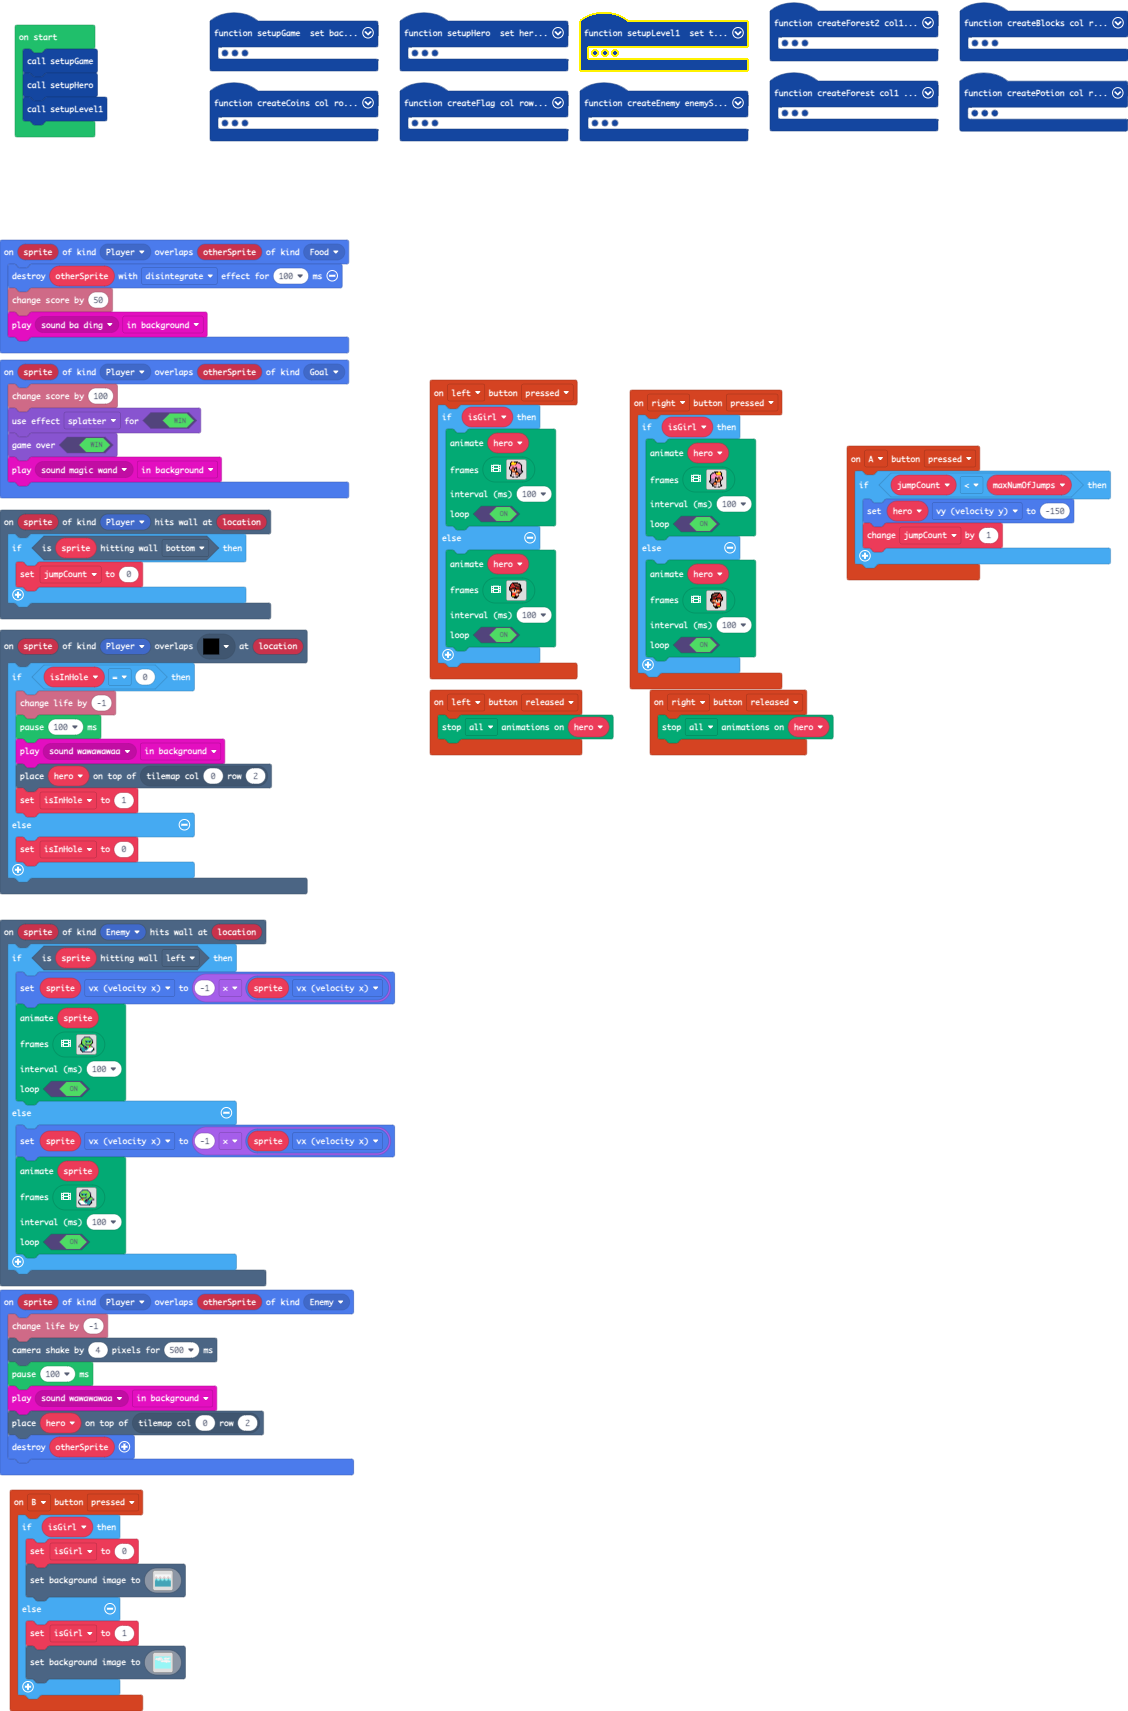 on start
call setupGame
call setupHero
call setupLevel1
function setupGame set bac...
function setupHero set her...
function setupLevel1 set t...
function createForest2 col1...
function createBlocks col r...
function createCoins col ro...
function createFlag col row...
function createEnemy enemyS...
function createForest col1 ...
function createPotion col r...
on sprite of kind Player overlaps otherSprite of kind Food
destroy otherSprite with disintegrate effect for 100 ms
change score by 50
play sound ba ding in background
on sprite of kind Player overlaps otherSprite of kind Goal
change score by 100
use effect splatter for WIN
game over WIN
play sound magic wand in background
on sprite of kind Player hits wall at location
if is sprite hitting wall bottom then
set jumpCount to 0
on sprite of kind Player overlaps at location
if isInHole = 0 then
change life by -1
pause 100 ms
play sound wawawawaa in background
place hero on top of tilemap col 0 row 2
set isInHole to 1
else
set isInHole to 0
on left button pressed
if isGirl then
animate hero
frames
interval (ms) 100
loop ON
else
animate hero
frames
interval (ms) 100
loop ON
on left button released
stop all animations on hero
on right button pressed
if isGirl then
animate hero
frames
interval (ms) 100
loop ON
else
animate hero
frames
interval (ms) 100
loop ON
on right button released
stop all animations on hero
on A button pressed
if jumpCount < maxNumOfJumps then
set hero vy (velocity y) to -150
change jumpCount by 1
on sprite of kind Enemy hits wall at location
if is sprite hitting wall left then
set sprite vx (velocity x) to -1 × sprite vx (velocity x)
animate sprite
frames
interval (ms) 100
loop ON
else
set sprite vx (velocity x) to -1 × sprite vx (velocity x)
animate sprite
frames
interval (ms) 100
loop ON
on sprite of kind Player overlaps otherSprite of kind Enemy
change life by -1
camera shake by 4 pixels for 500 ms
pause 100 ms
play sound wawawawaa in background
place hero on top of tilemap col 0 row 2
destroy otherSprite
on B button pressed
if isGirl then
set isGirl to 0
set background image to
else
set isGirl to 1
set background image to